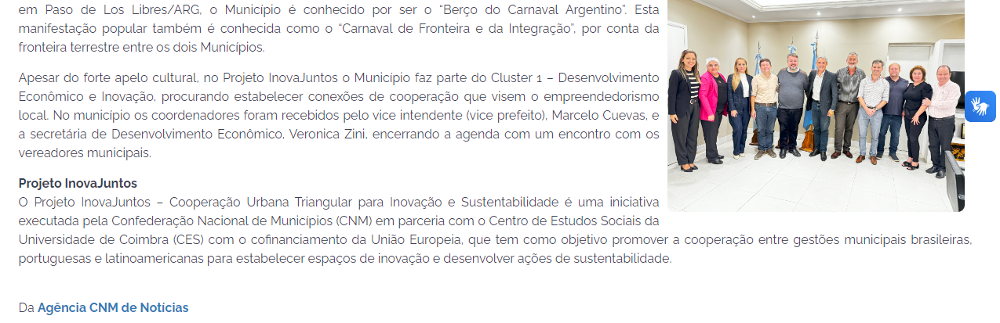 em Paso de Los Libres/ARG, o Município é conhecido por ser o “Berço do Carnaval Argentino”. Esta
manifestação popular também é conhecida como o “Carnaval de Fronteira e da Integração”, por conta da
fronteira terrestre entre os dois Municípios.
Apesar do forte apelo cultural, no Projeto InovaJuntos o Município faz parte do Cluster 1 – Desenvolvimento
Econômico e Inovação, procurando estabelecer conexões de cooperação que visem o empreendedorismo
local. No município os coordenadores foram recebidos pelo vice intendente (vice prefeito), Marcelo Cuevas, e
a secretária de Desenvolvimento Econômico, Veronica Zini, encerrando a agenda com um encontro com os
vereadores municipais.
Projeto InovaJuntos
O Projeto InovaJuntos – Cooperação Urbana Triangular para Inovação e Sustentabilidade é uma iniciativa
executada pela Confederação Nacional de Municípios (CNM) em parceria com o Centro de Estudos Sociais da
Universidade de Coimbra (CES) com o cofinanciamento da União Europeia, que tem como objetivo promover a cooperação entre gestões municipais brasileiras,
portuguesas e latinoamericanas para estabelecer espaços de inovação e desenvolver ações de sustentabilidade.
Da Agência CNM de Notícias